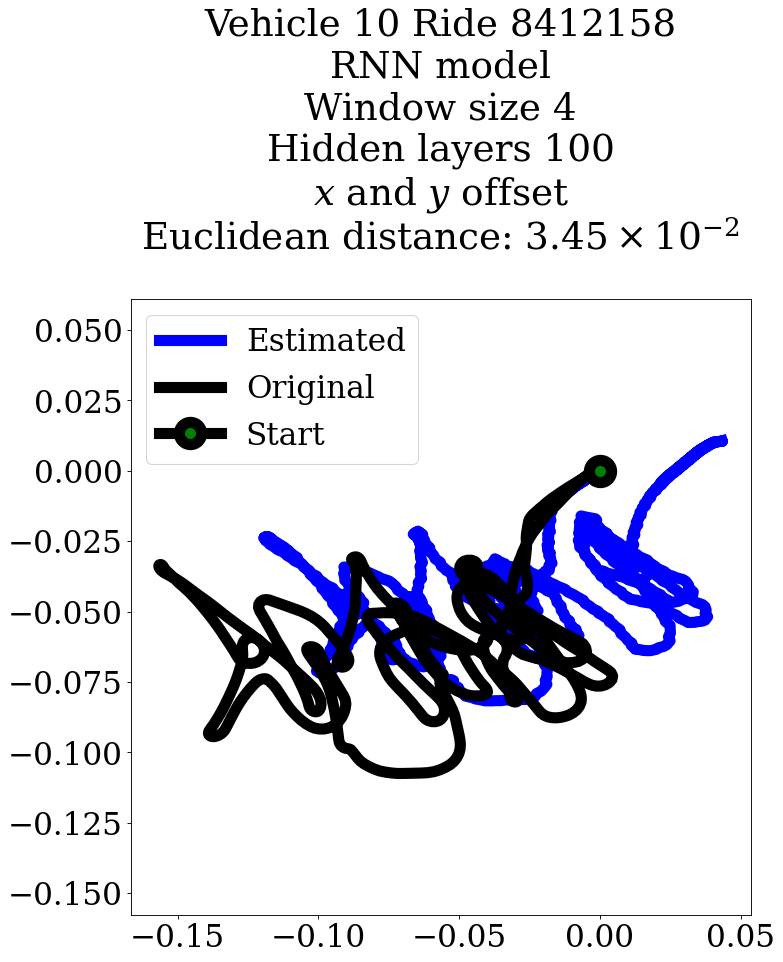 Vehicle 10 Ride 8412158
RNN model
Window size 4
Hidden layers 100
x and y offset
Euclidean distance: 3.45 × 10⁻²
Estimated
Original
Start
0.050
0.025
0.000
−0.025
−0.050
−0.075
−0.100
−0.125
−0.150
−0.15 −0.10 −0.05 0.00 0.05